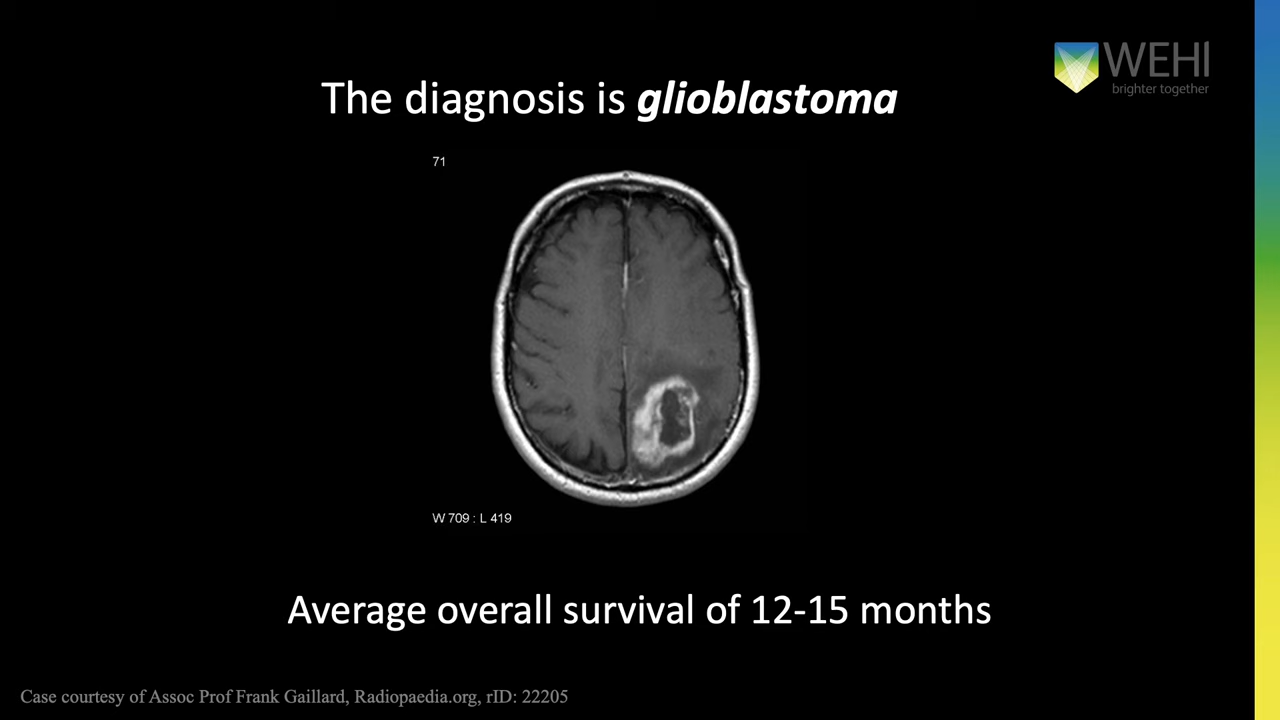 WEHI
brighter together
The diagnosis is glioblastoma
71
W 709 : L 419
Average overall survival of 12-15 months
Case courtesy of Assoc Prof Frank Gaillard, Radiopaedia.org, rID: 22205